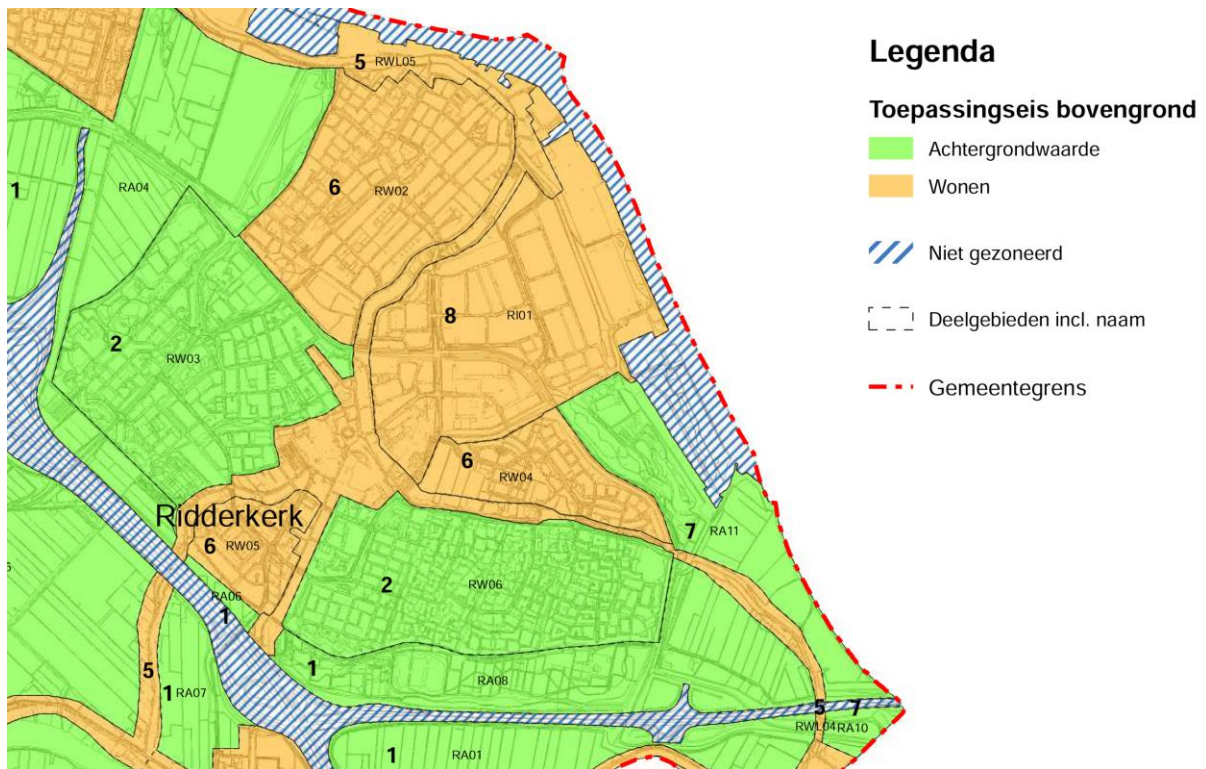 5 RWL05
1
RA04
6 RW02
8 RI01
2 RW03
6 RW04
Ridderkerk
6 RW05
7 RA11
2 RW06
RA06
1
5
1 RA07
1 RA08
5 7
RWL04 RA10
1 RA01
Legenda
Toepassingseis bovengrond
Achtergrondwaarde
Wonen
Niet gezoneerd
Deelgebieden incl. naam
Gemeentegrens